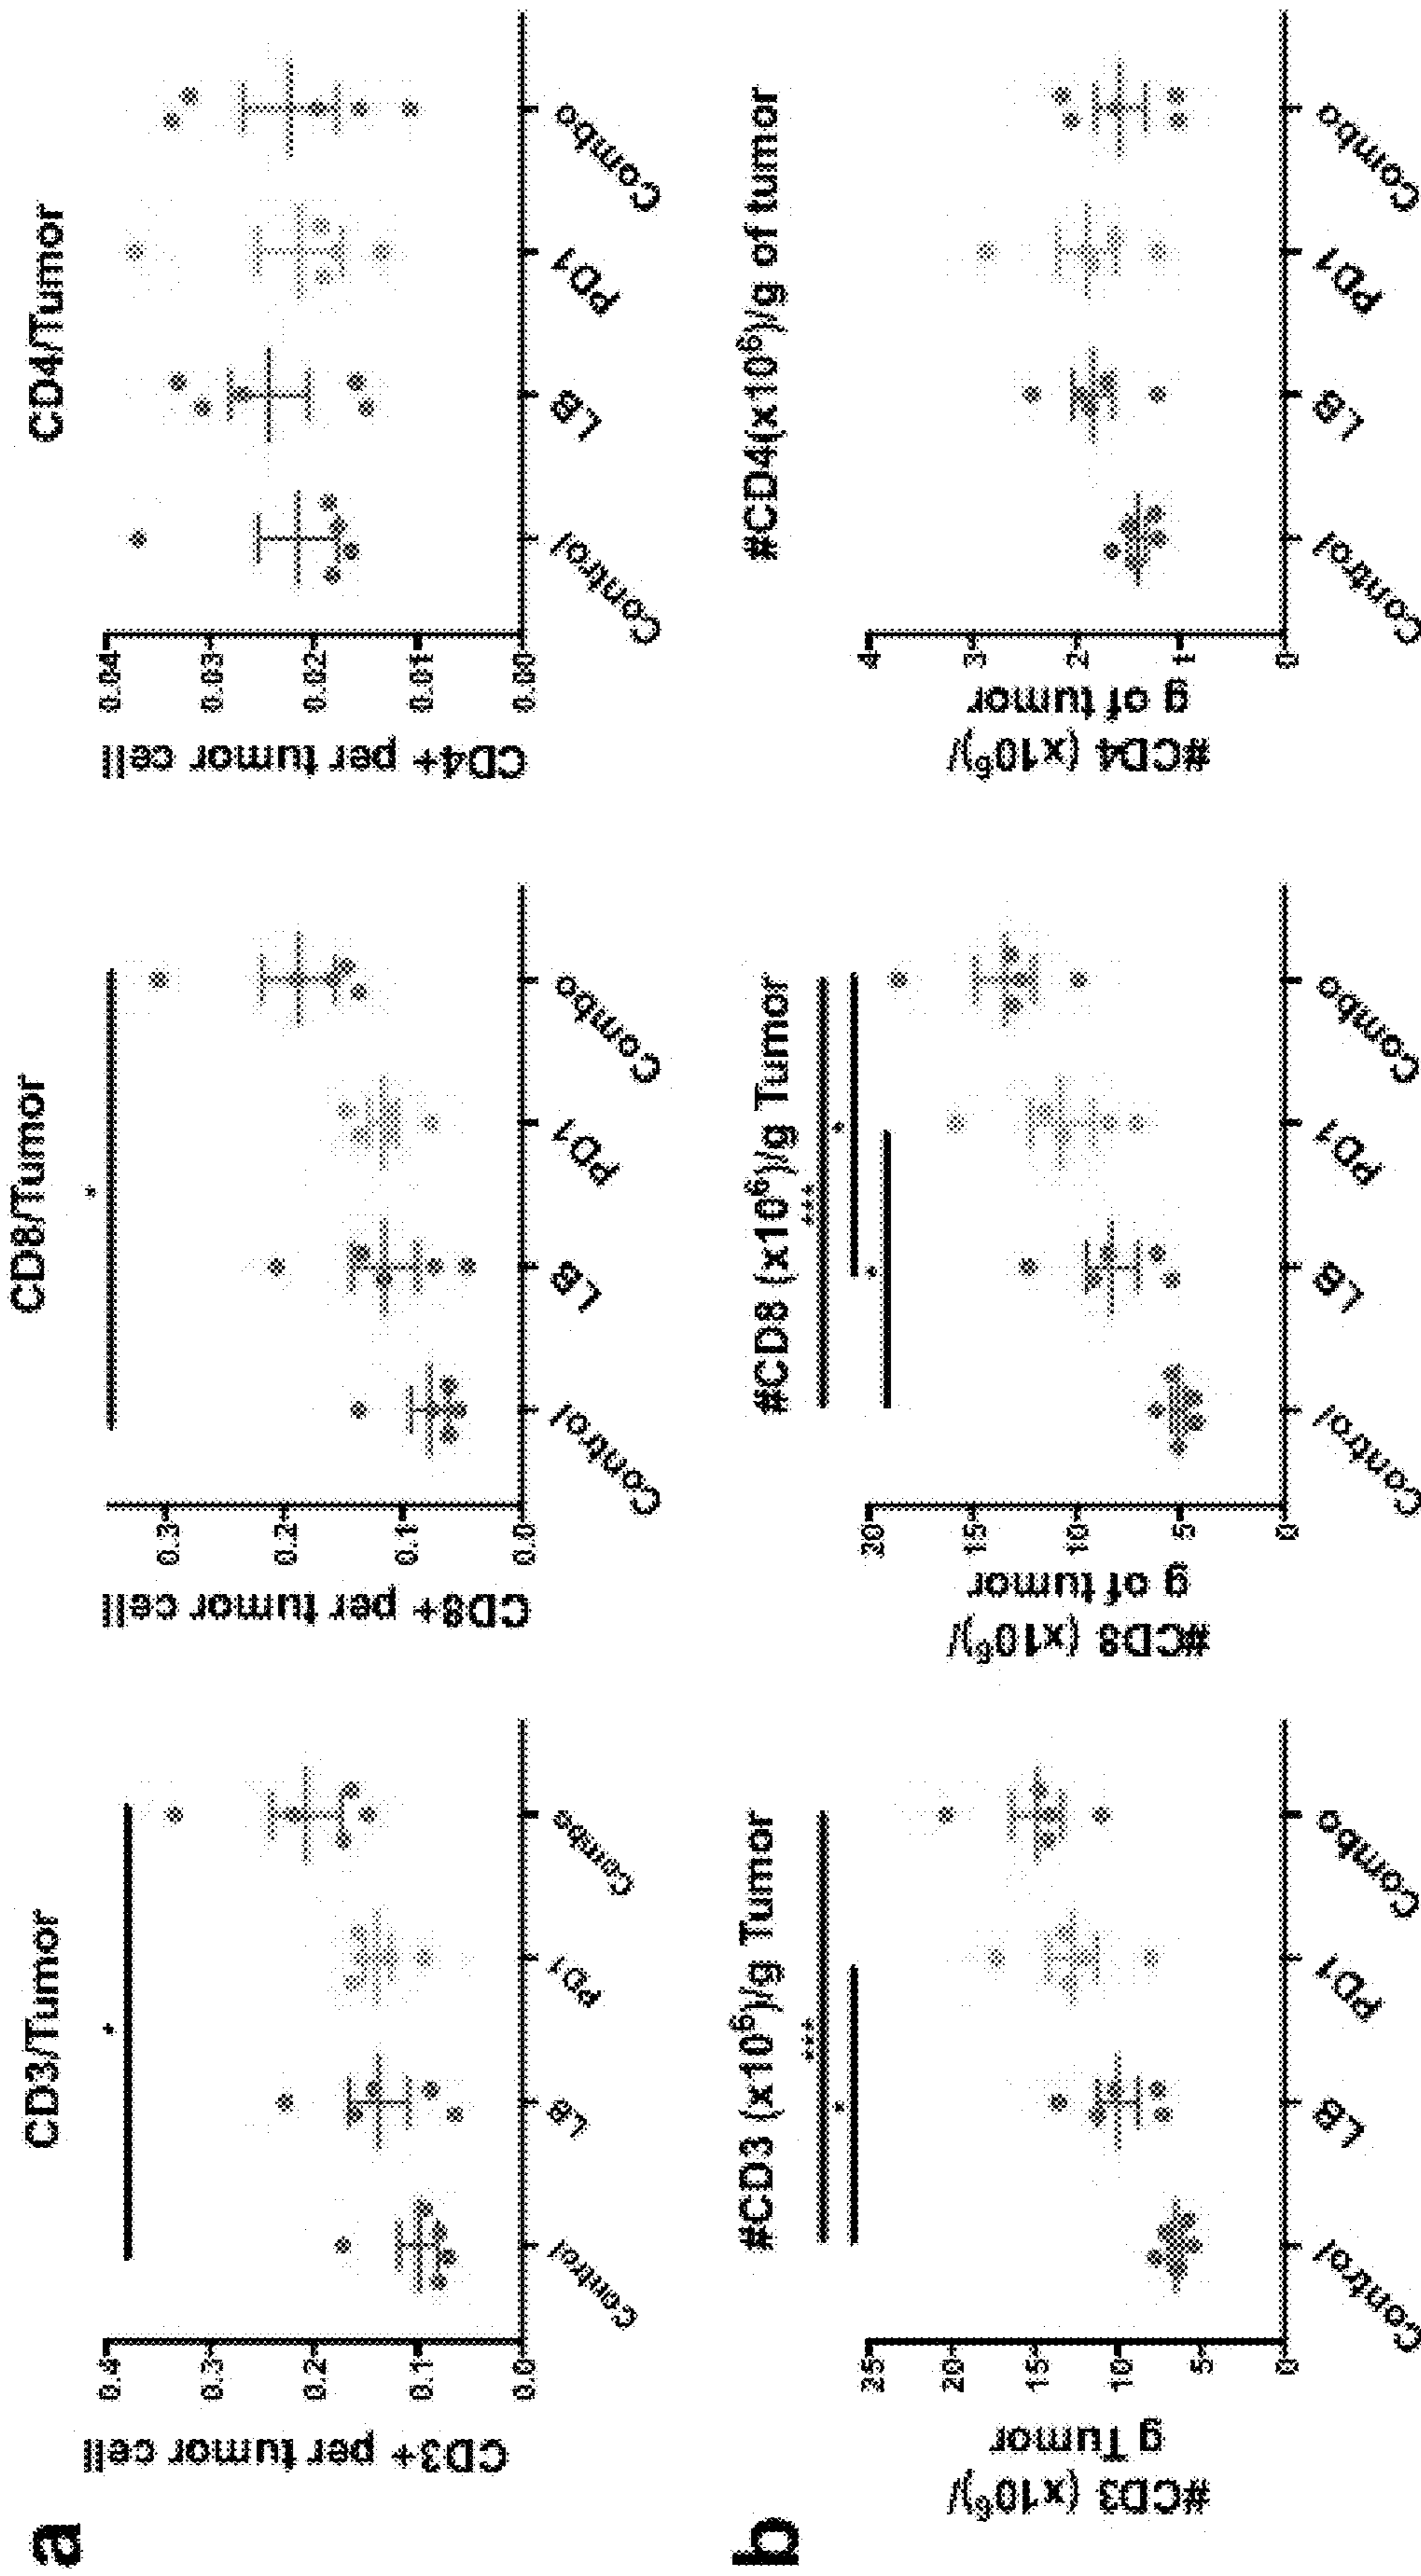 a
CD3/Tumor
*
CD3+ per tumor cell
0.4
0.3
0.2
0.1
0.0
Control
LB
PD1
Combo
CD8/Tumor
*
CD8+ per tumor cell
0.3
0.2
0.1
0.0
Control
LB
PD1
Combo
CD4/Tumor
CD4+ per tumor cell
0.04
0.03
0.02
0.01
0.00
Control
LB
PD1
Combo
b
#CD3 (x10⁶)/g Tumor
***
*
#CD3 (x10⁶)/
g Tumor
25
20
15
10
5
0
Control
LB
PD1
Combo
#CD8 (x10⁶)/g Tumor
***
*
*
#CD8 (x10⁶)/
g of tumor
20
15
10
5
0
Control
LB
PD1
Combo
#CD4(x10⁶)/g of tumor
#CD4 (x10⁶)/
g of tumor
4
3
2
1
0
Control
LB
PD1
Combo